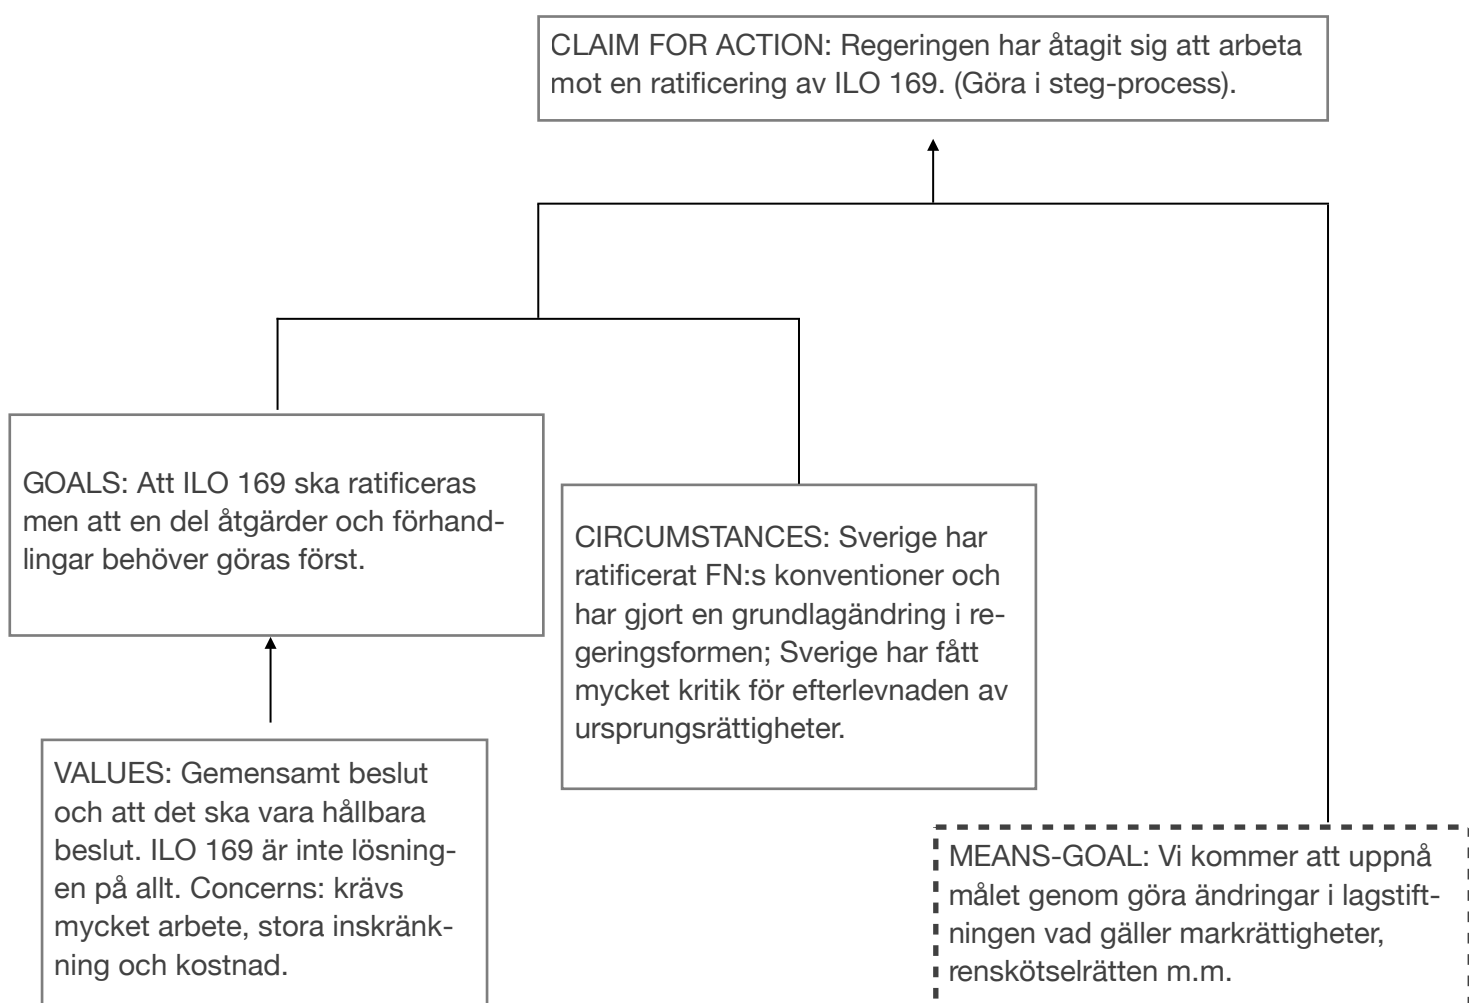 CLAIM FOR ACTION: Regeringen har åtagit sig att arbeta
mot en ratificering av ILO 169. (Göra i steg-process).
GOALS: Att ILO 169 ska ratificeras
men att en del åtgärder och förhand-
lingar behöver göras först.
CIRCUMSTANCES: Sverige har
ratificerat FN:s konventioner och
har gjort en grundlagändring i re-
geringsformen; Sverige har fått
mycket kritik för efterlevnaden av
ursprungsrättigheter.
VALUES: Gemensamt beslut
och att det ska vara hållbara
beslut. ILO 169 är inte lösning-
en på allt. Concerns: krävs
mycket arbete, stora inskränk-
ning och kostnad.
MEANS-GOAL: Vi kommer att uppnå
målet genom göra ändringar i lagstift-
ningen vad gäller markrättigheter,
renskötselrätten m.m.